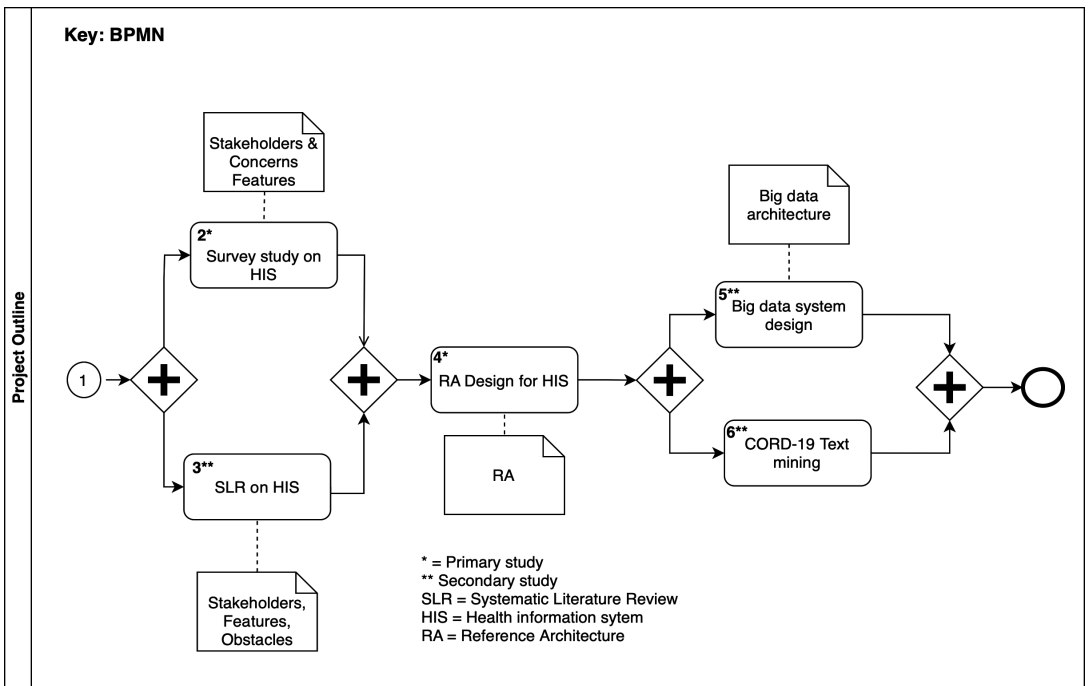 Key: BPMN
Project Outline
Stakeholders &
Concerns
Features
2*
Survey study on
HIS
1
3**
SLR on HIS
Stakeholders,
Features,
Obstacles
4*
RA Design for HIS
RA
Big data
architecture
5**
Big data system
design
6**
CORD-19 Text
mining
* = Primary study
** Secondary study
SLR = Systematic Literature Review
HIS = Health information sytem
RA = Reference Architecture